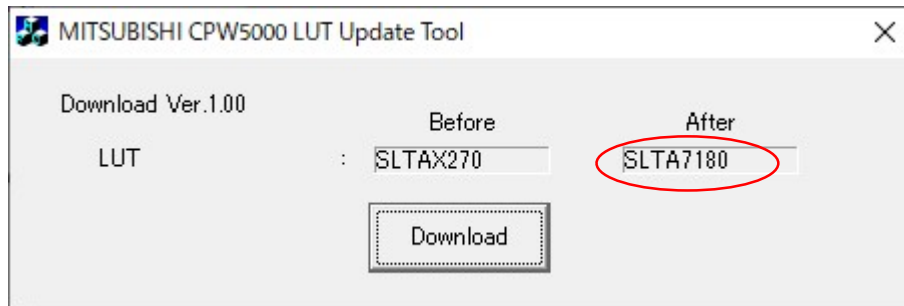 MITSUBISHI CPW5000 LUT Update Tool
Download Ver.1.00
Before After
LUT : SLTAX270 SLTA7180
Download